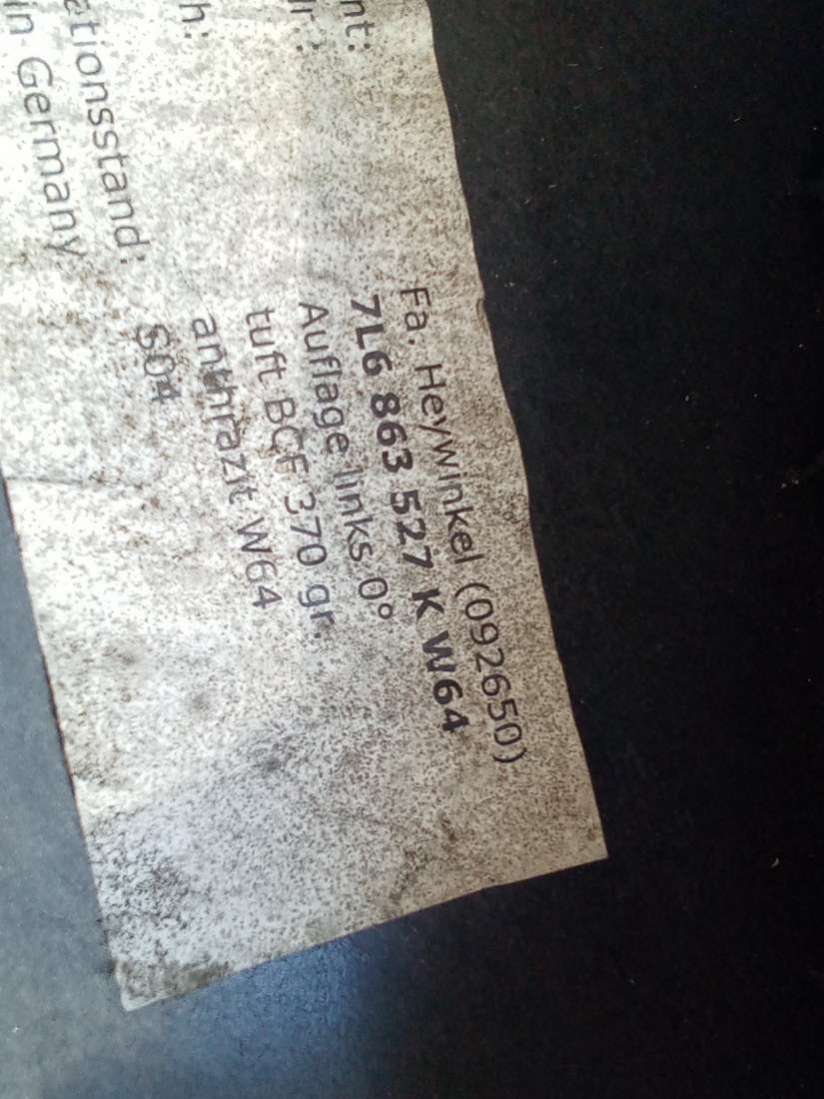 nt: Fa. Heywinkel (092650)
r.: 7L6 863 527 K W64
Auflage links 0°
h: tuft BCF 370 gr.
anthrazit W64
ationsstand: S04
in Germany